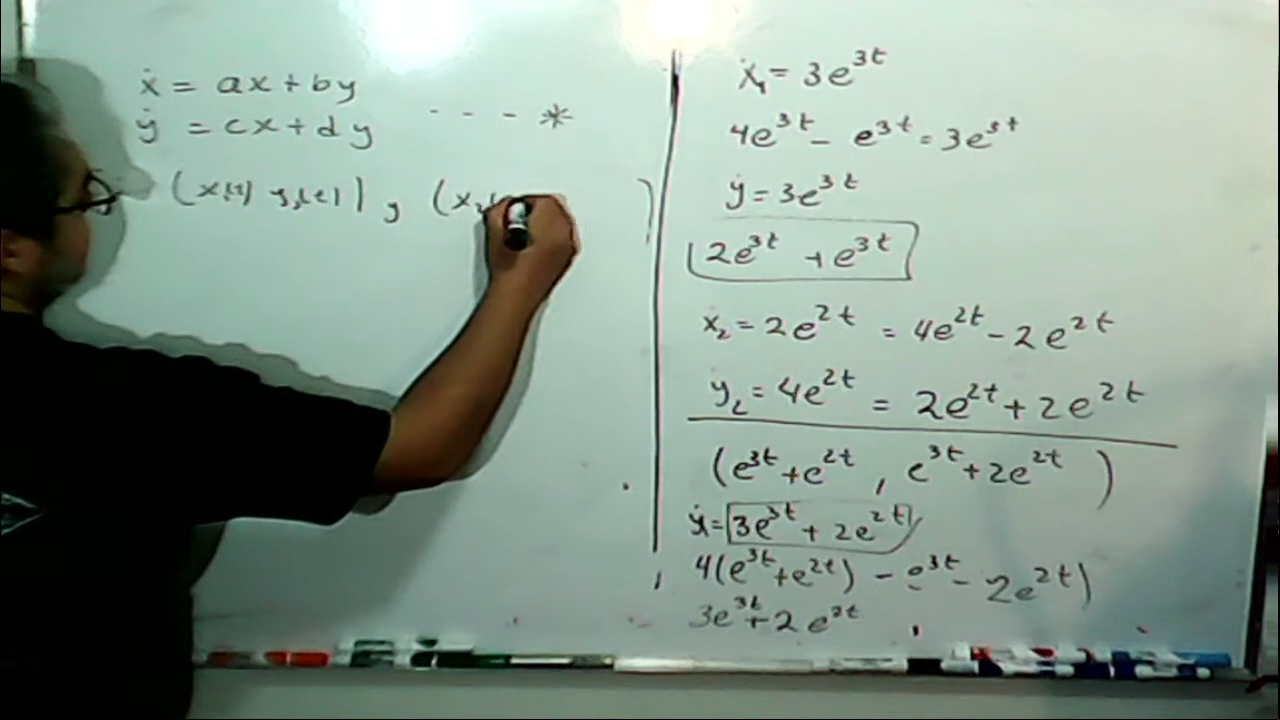 ẋ = ax + by
ẏ = cx + dy - - - *
(x₁(t) y₁(t)), (x₂(
ẋ₁ = 3e^{3t}
4e^{3t} - e^{3t} = 3e^{3t}
ẏ = 3e^{3t}
2e^{3t} + e^{3t}
ẋ₂ = 2e^{2t} = 4e^{2t} - 2e^{2t}
ẏ₂ = 4e^{2t} = 2e^{2t} + 2e^{2t}
(e^{3t} + e^{2t}, e^{3t} + 2e^{2t})
= 3e^{3t} + 2e^{2t}
4(e^{3t} + e^{2t}) - e^{3t} - 2e^{2t})
3e^{3t} + 2e^{2t}